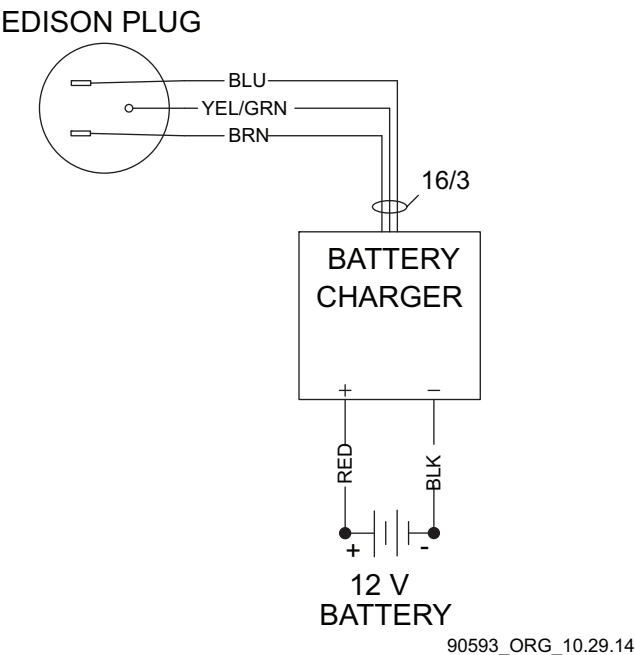 EDISON PLUG
BLU
YEL/GRN
BRN
16/3
BATTERY
CHARGER
+ −
RED
BLK
+ -
12 V
BATTERY
90593_ORG_10.29.14